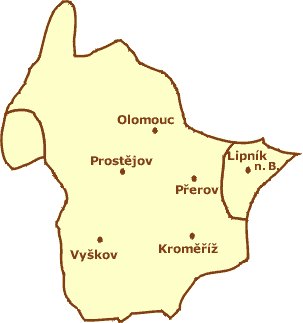 Olomouc
Prostějov
Lipník
n. B.
Přerov
Vyškov
Kroměříž